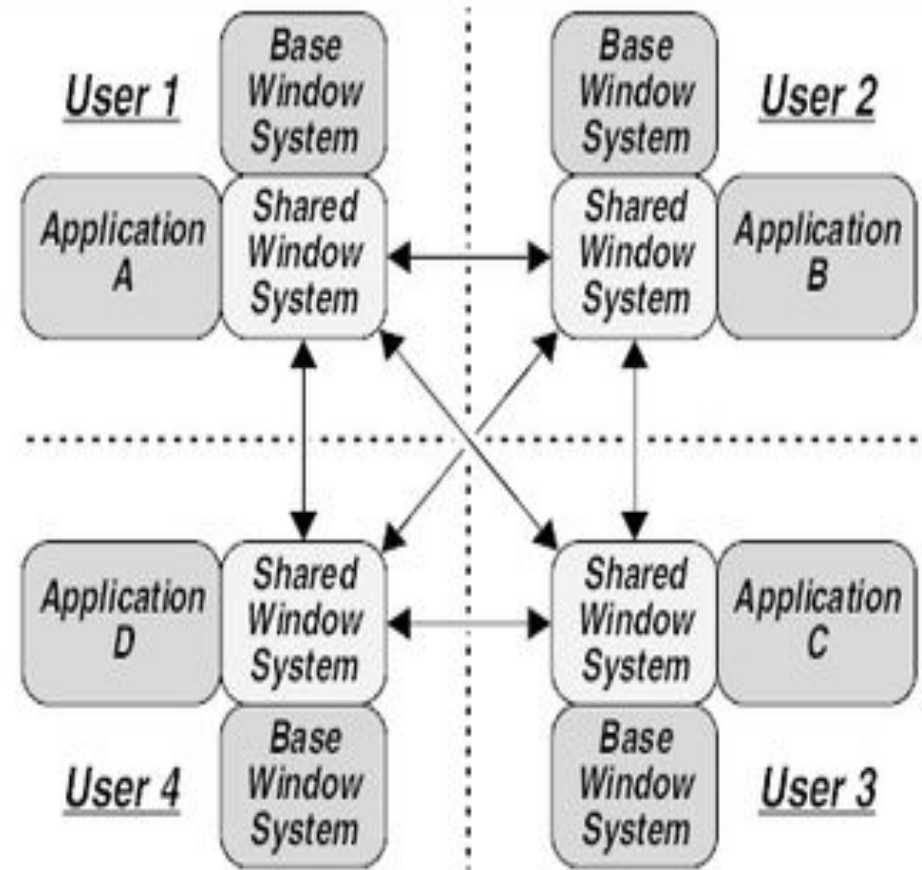 User 1
Base
Window
System
Application
A
Shared
Window
System
Base
Window
System
User 2
Shared
Window
System
Application
B
Application
D
Shared
Window
System
User 4
Base
Window
System
Shared
Window
System
Application
C
Base
Window
System
User 3